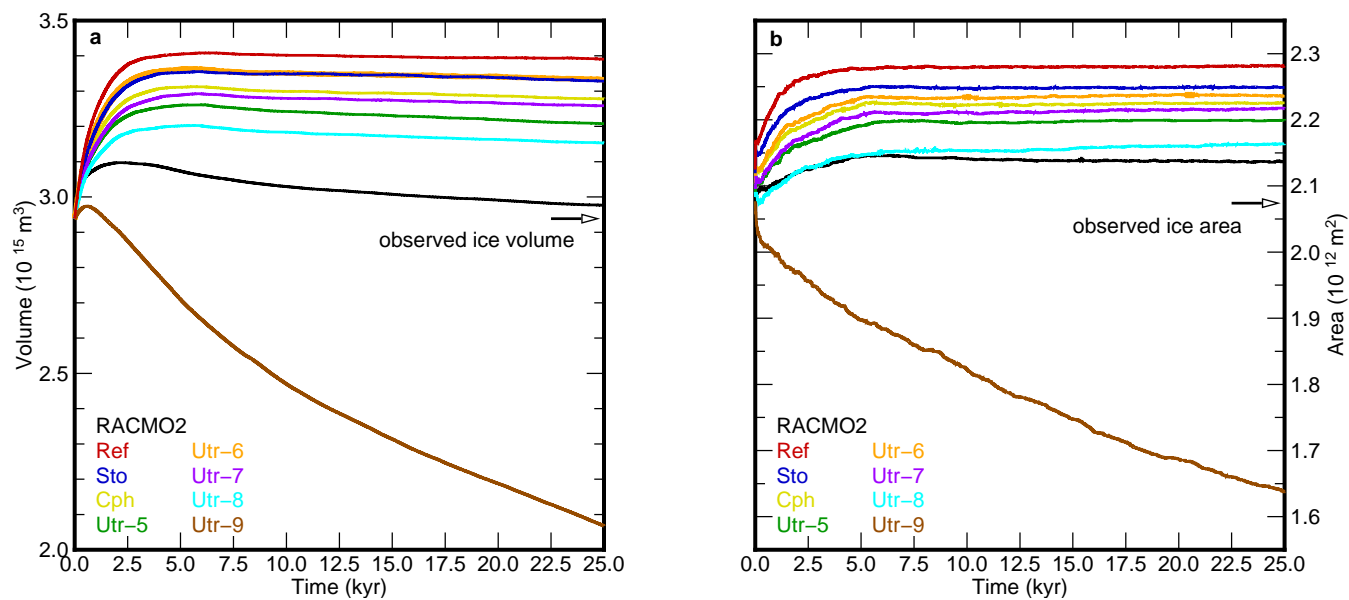 a
3.5
3.0
2.5
2.0
Volume (10 15 m3)
observed ice volume
RACMO2
Ref Utr−6
Sto Utr−7
Cph Utr−8
Utr−5 Utr−9
0.0 2.5 5.0 7.5 10.0 12.5 15.0 17.5 20.0 22.5 25.0
Time (kyr)
b
2.3
2.2
2.1
2.0
1.9
1.8
1.7
1.6
Area (10 12 m2)
observed ice area
RACMO2
Ref Utr−6
Sto Utr−7
Cph Utr−8
Utr−5 Utr−9
0.0 2.5 5.0 7.5 10.0 12.5 15.0 17.5 20.0 22.5 25.0
Time (kyr)